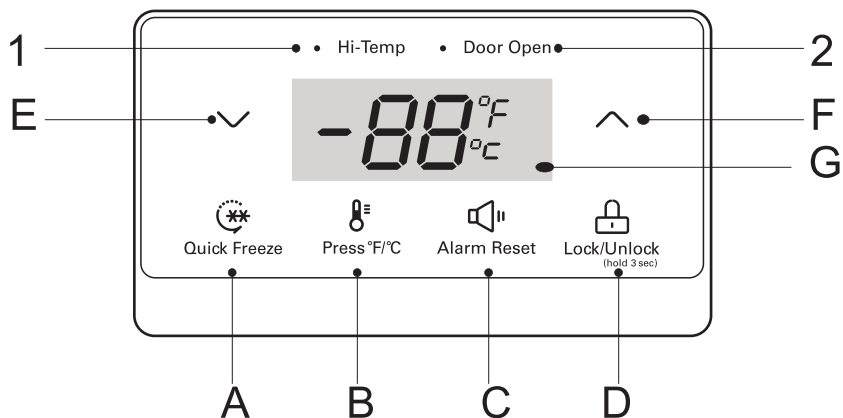 1 Hi-Temp Door Open 2
E -88 °F F
°C G
Quick Freeze Press °F/°C Alarm Reset Lock/Unlock
(hold 3 sec)
A B C D